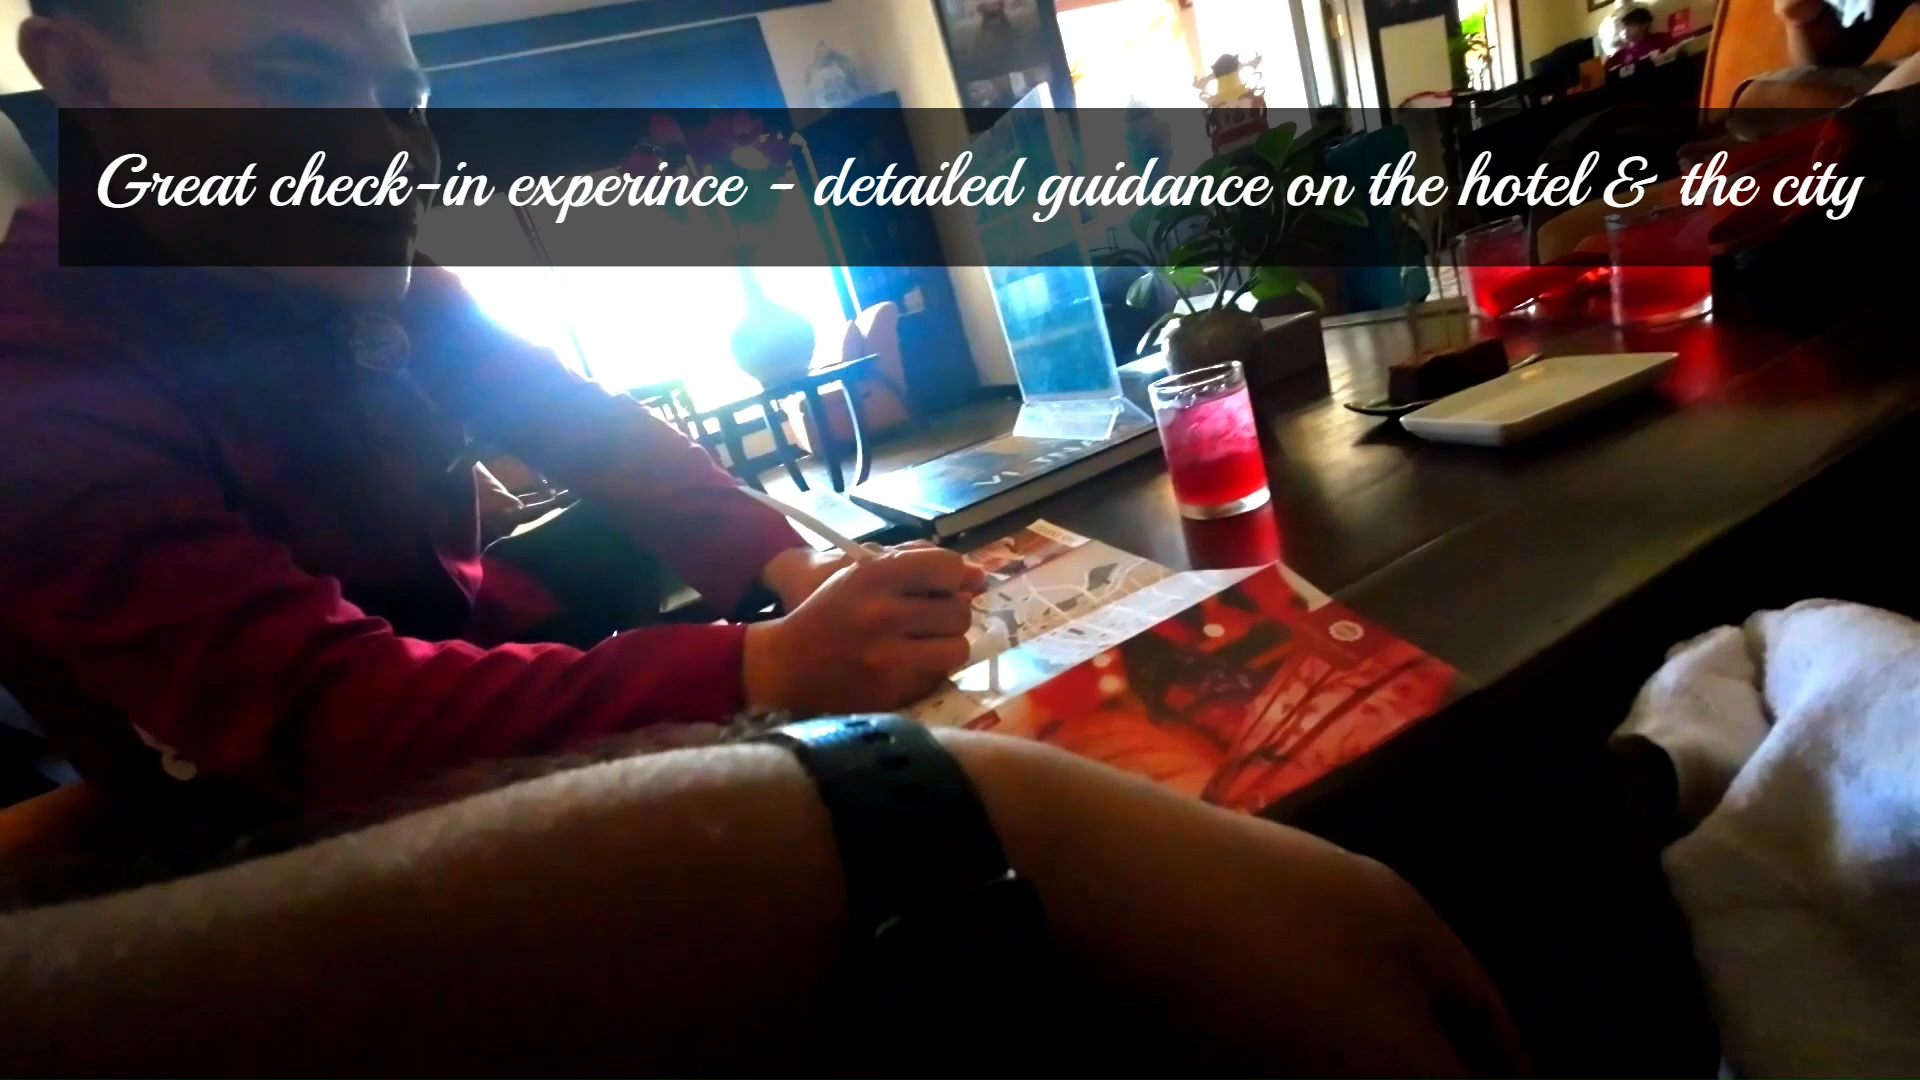 Great check-in experince - detailed guidance on the hotel & the city